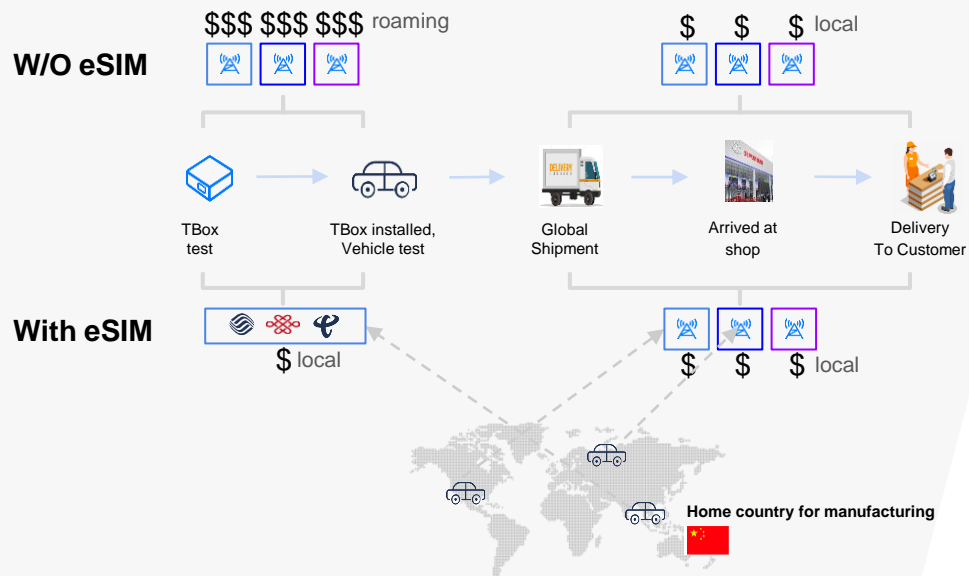 $$$ $$$ $$$ roaming
$ $ $ local
W/O eSIM
DELIVERY
TBox
test
TBox installed,
Vehicle test
Global
Shipment
Arrived at
shop
Delivery
To Customer
With eSIM
$ local
$ $ $ local
Home country for manufacturing